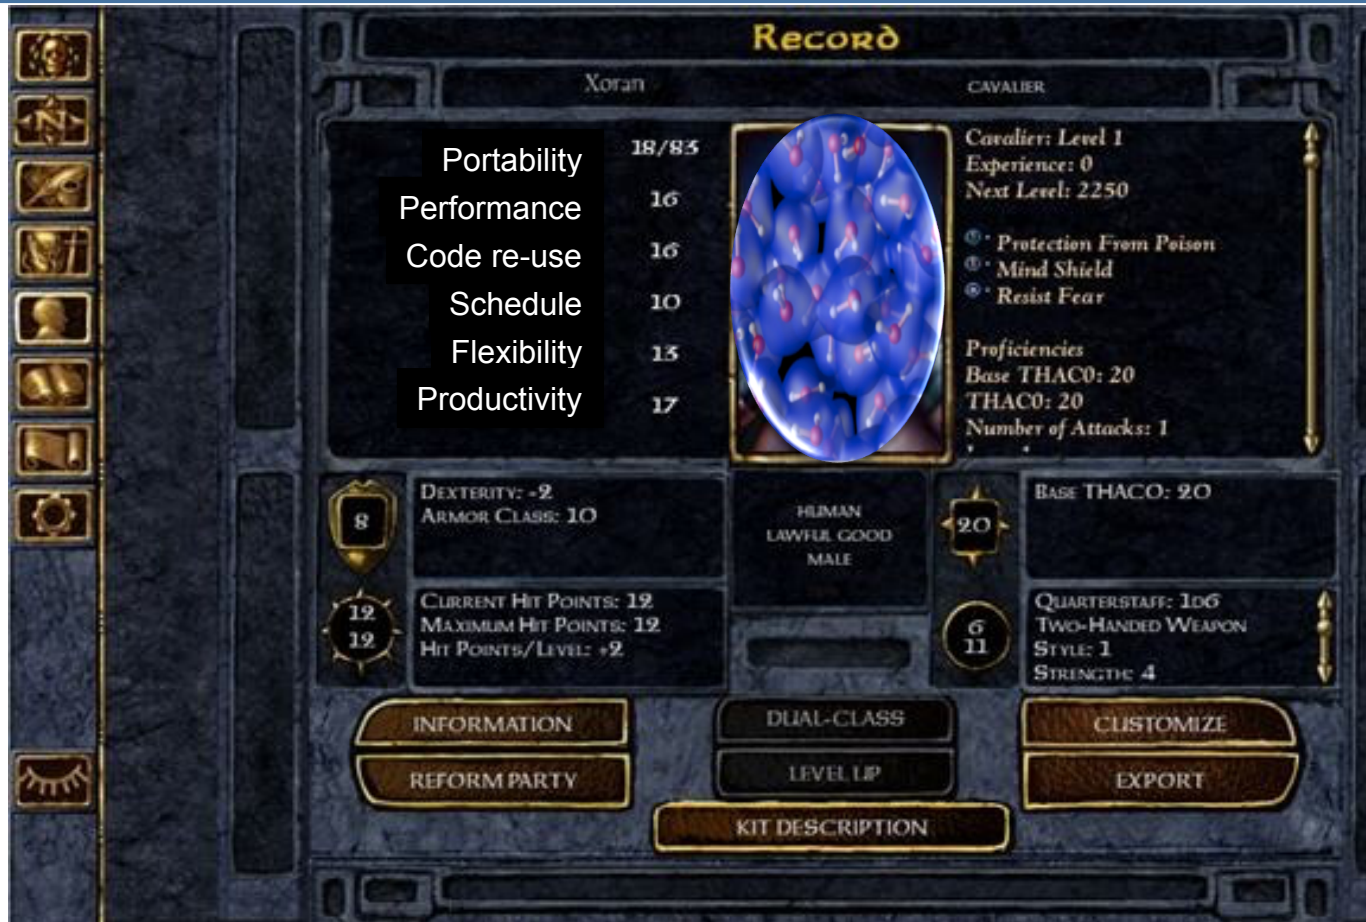 Record
Xoran
CAVALIER
Portability 18/83
Performance 16
Code re-use 16
Schedule 10
Flexibility 13
Productivity 17
Cavalier: Level 1
Experience: 0
Next Level: 2250
Protection From Poison
Mind Shield
Resist Fear
Proficiencies
Base THAC0: 20
THAC0: 20
Number of Attacks: 1
8
DEXTERITY: -2
ARMOR CLASS: 10
12
12
CURRENT HIT POINTS: 12
MAXIMUM HIT POINTS: 12
HIT POINTS/LEVEL: +2
HUMAN
LAWFUL GOOD
MALE
20
BASE THACO: 20
6
11
QUARTERSTAFF: 1D6
TWO-HANDED WEAPON
STYLE: 1
STRENGTH: 4
INFORMATION
DUAL-CLASS
CUSTOMIZE
REFORM PARTY
LEVEL UP
EXPORT
KIT DESCRIPTION